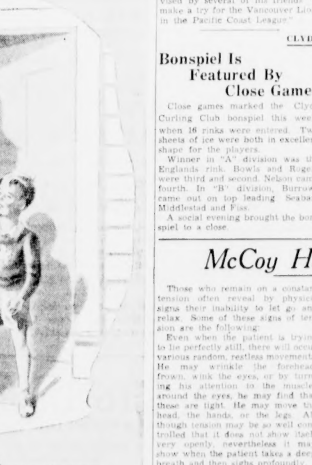 vided by several of his friends
make a try for the Vancouver Lio
in the Pacific Coast League."
CLYD
Bonspiel Is
Featured By
Close Game
Close games marked the Clyd
Curling Club bonspiel this wee
when 16 rinks were entered. Tw
sheets of ice were both in excellen
shape for the players.
Winner in "A" division was th
Englands rink. Bowls and Roge
were third and second. Nelson cam
fourth. In "B" division, Burrow
came out on top leading Seaba
Middlestad and Fiss.
A social evening brought the bon
spiel to a close.
McCoy H
Those who remain on a constan
tension often reveal by physica
signs their inability to let go an
relax. Some of these signs of ten
sion are the following:
Even when the patient is tryin
to lie perfectly still, there will occu
various random, restless movement
He may wrinkle the forehead
frown, wink the eyes, or by turn
ing his attention to the muscle
around the eyes, he may find tha
these are tight. He may move th
head, the hands, or the legs. Al
though tension may be so well con
trolled that it does not show itsel
very openly, nevertheless it ma
show when the patient takes a deep
breath and then sighs profoundly